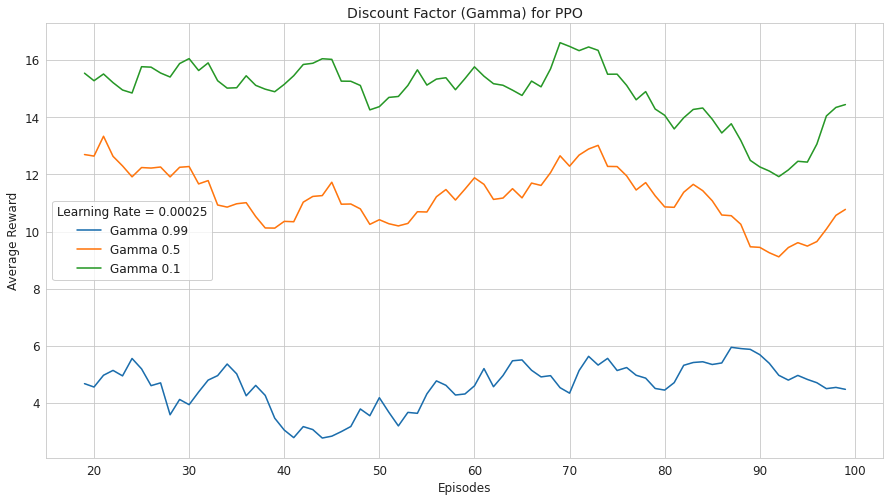 Discount Factor (Gamma) for PPO
Average Reward
16
14
12
10
8
6
4
Learning Rate = 0.00025
Gamma 0.99
Gamma 0.5
Gamma 0.1
20 30 40 50 60 70 80 90 100
Episodes